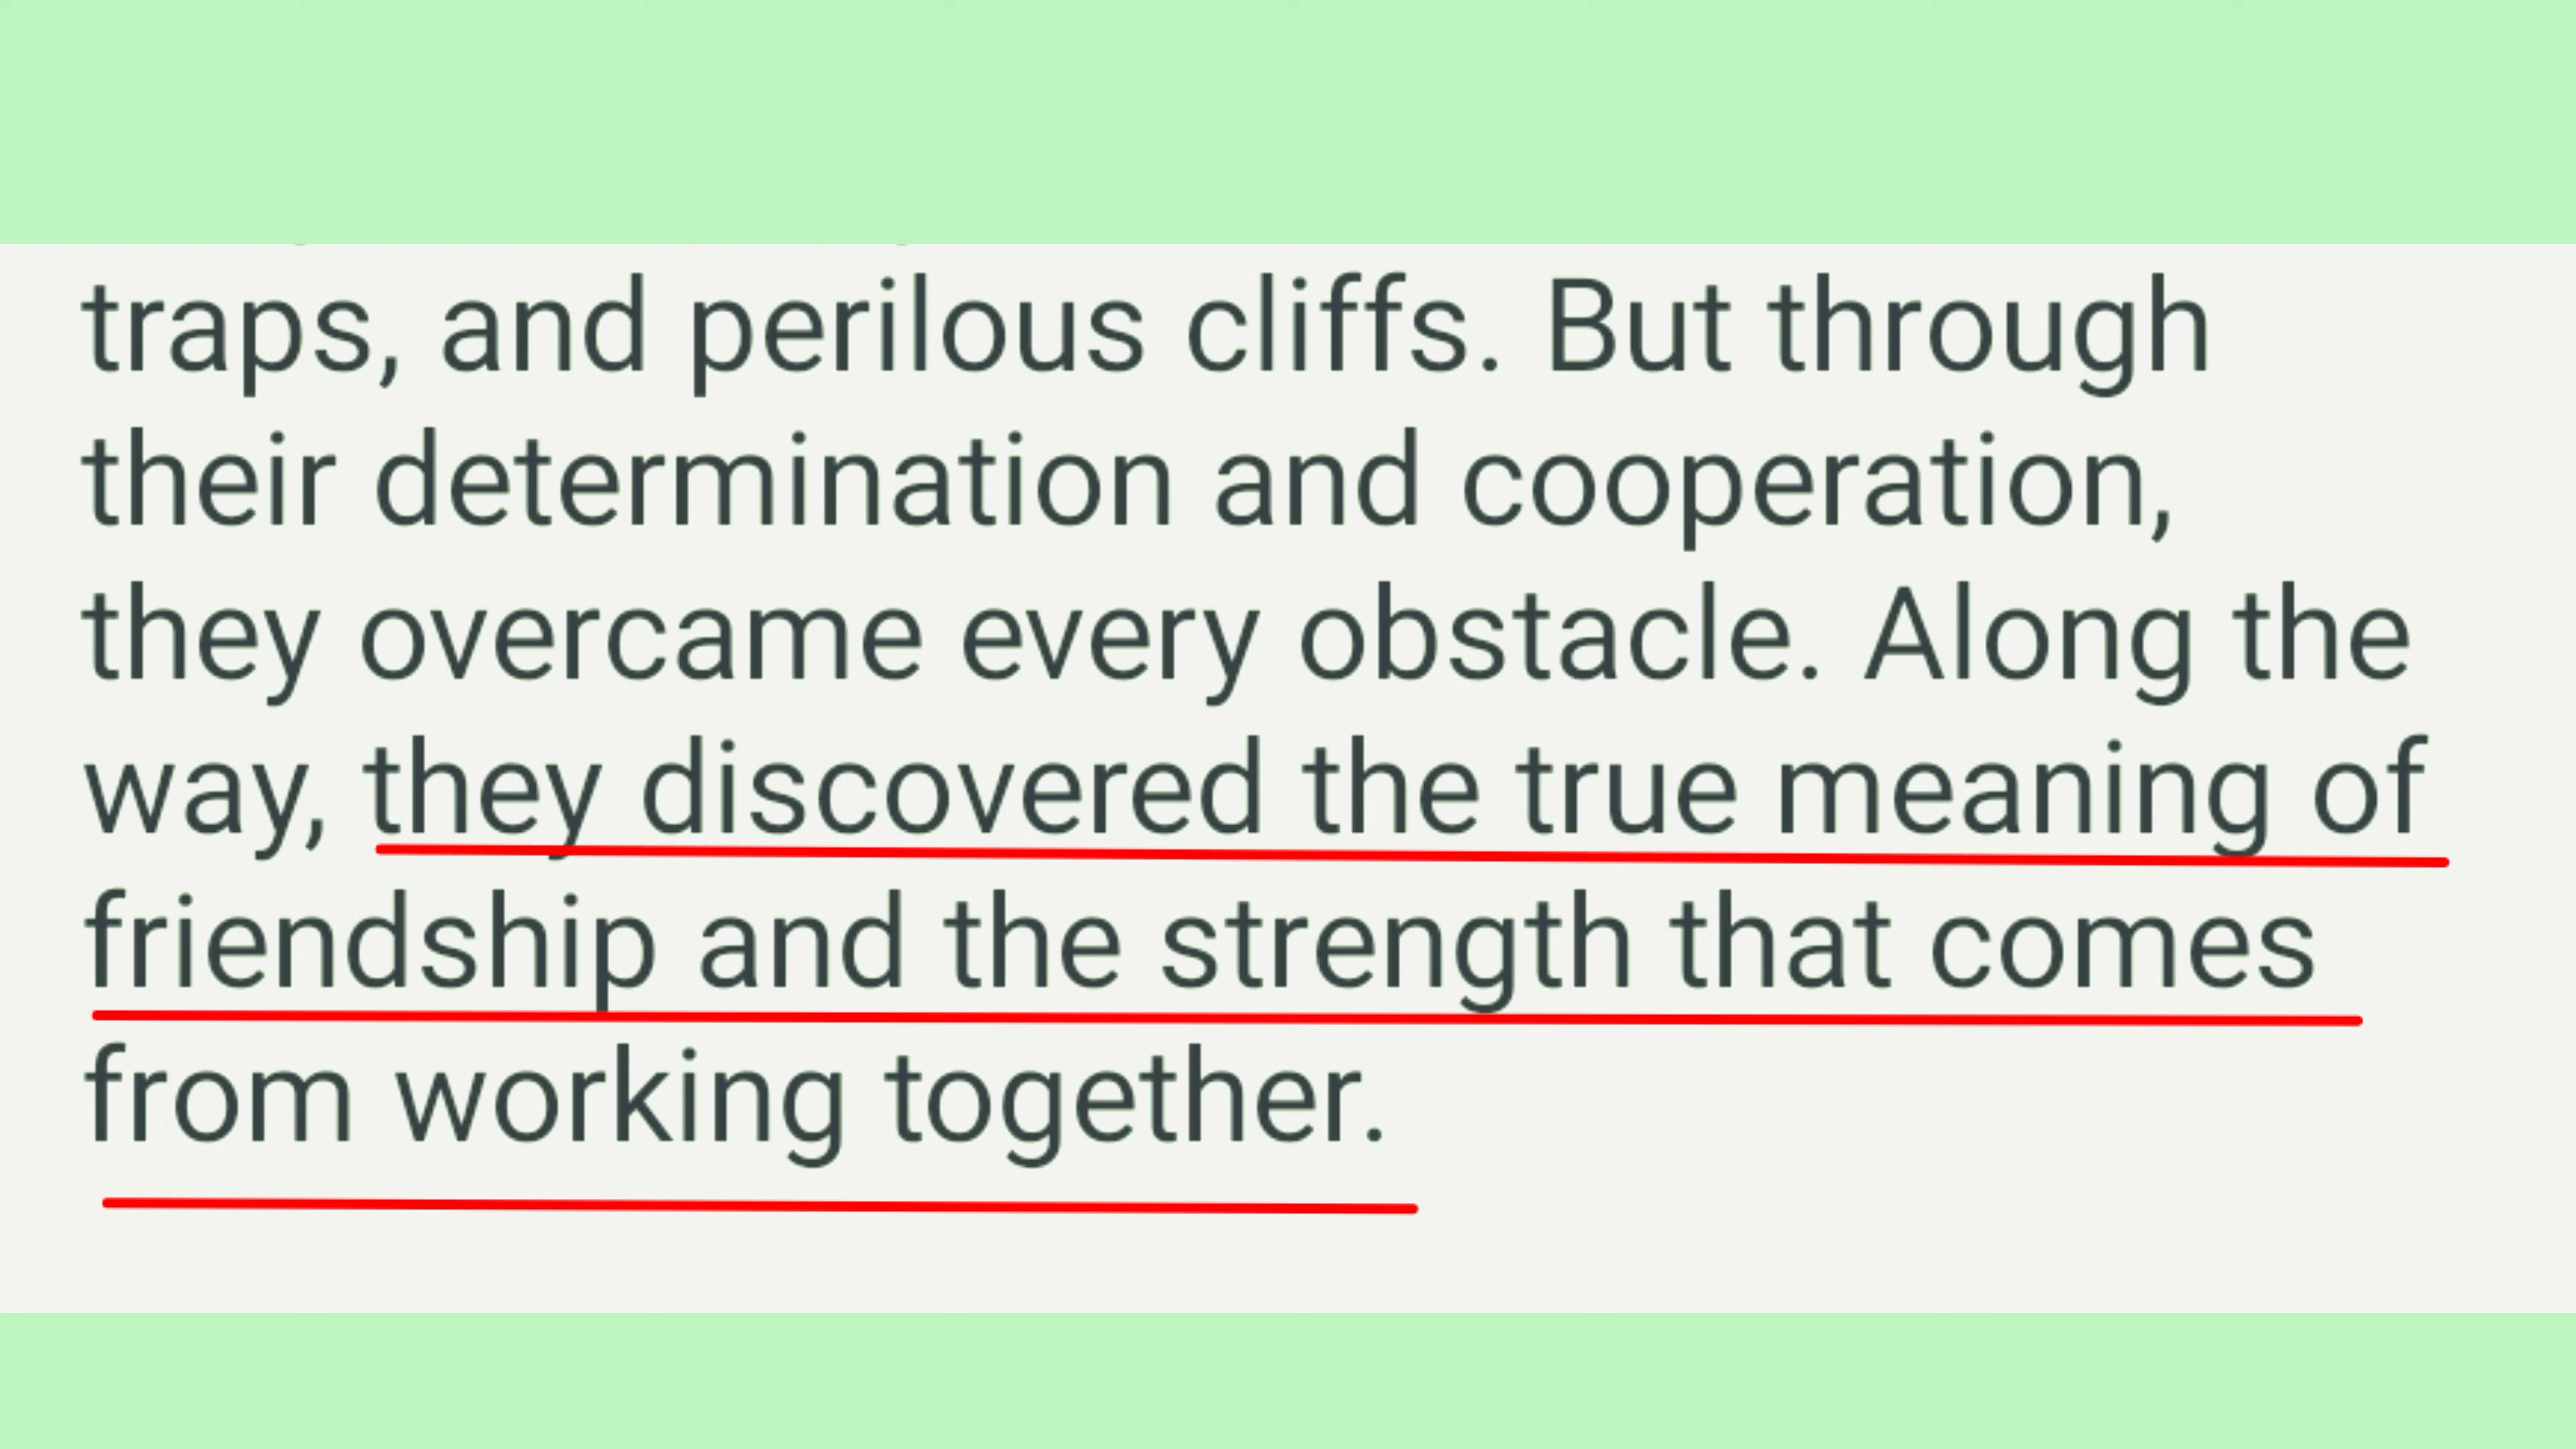 traps, and perilous cliffs. But through
their determination and cooperation,
they overcame every obstacle. Along the
way, they discovered the true meaning of
friendship and the strength that comes
from working together.